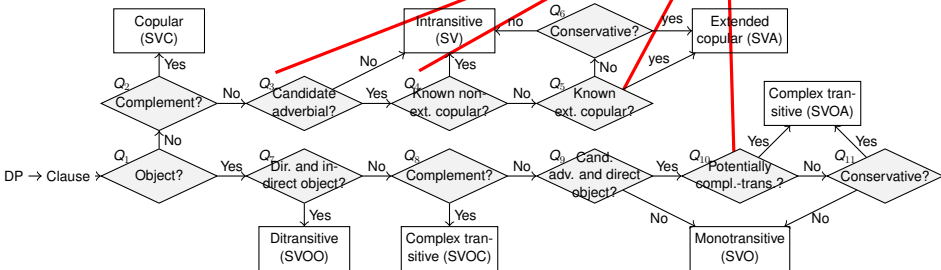 Copular
(SVC)
Intransitive
(SV)
Q6
Conservative?
Extended
copular (SVA)
no
yes
Yes
No
Yes
No
yes
Q2
Complement?
No
Q3
Candidate
adverbial?
Yes
Q4
Known non-
ext. copular?
No
Q5
Known
ext. copular?
Complex tran-
sitive (SVOA)
No
Yes
Yes
DP → Clause
Q1
Object?
Yes
Q7
Dir. and in-
direct object?
No
Q8
Complement?
No
Q9
Cand.
adv. and direct
object?
Yes
Q10
Potentially
compl.-trans.?
No
Q11
Conservative?
Yes
Yes
No
No
Ditransitive
(SVOO)
Complex tran-
sitive (SVOC)
Monotransitive
(SVO)